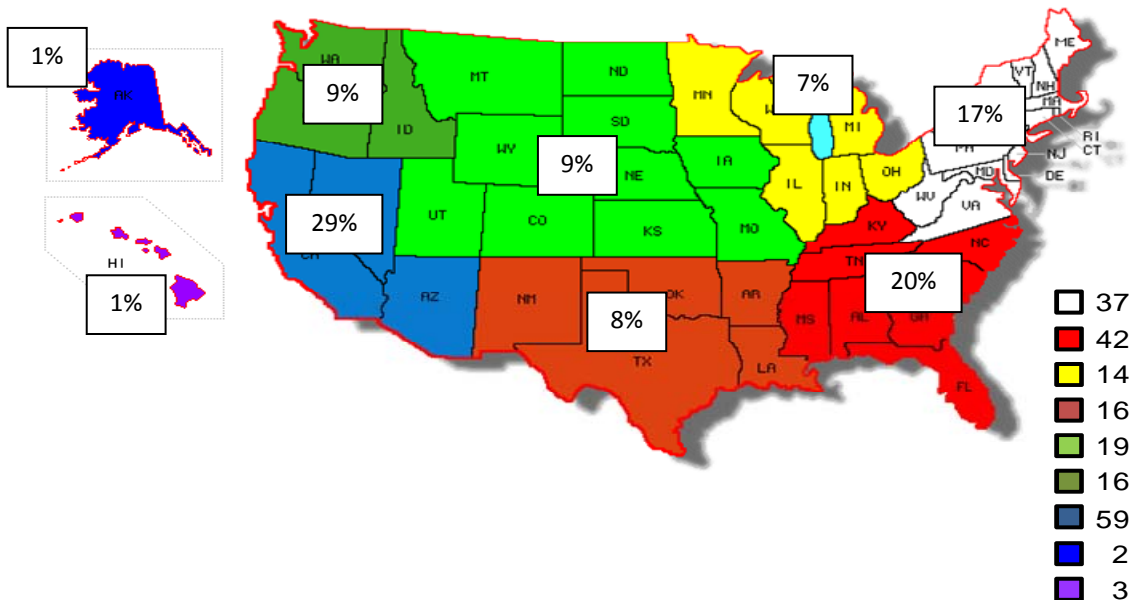 1%
AK
HI
1%
WA
9%
ID
MT
ND
SD
WY
9%
NE
IA
UT
CO
KS
MO
29%
CA
AZ
NM
OK
AR
8%
TX
LA
MN
7%
W
MI
IL
IN
OH
KY
TN
NC
20%
MS
AL
GA
FL
ME
VT
NH
MA
17%
RI
CT
PA
NJ
MD
DE
WV
VA
37
42
14
16
19
16
59
2
3